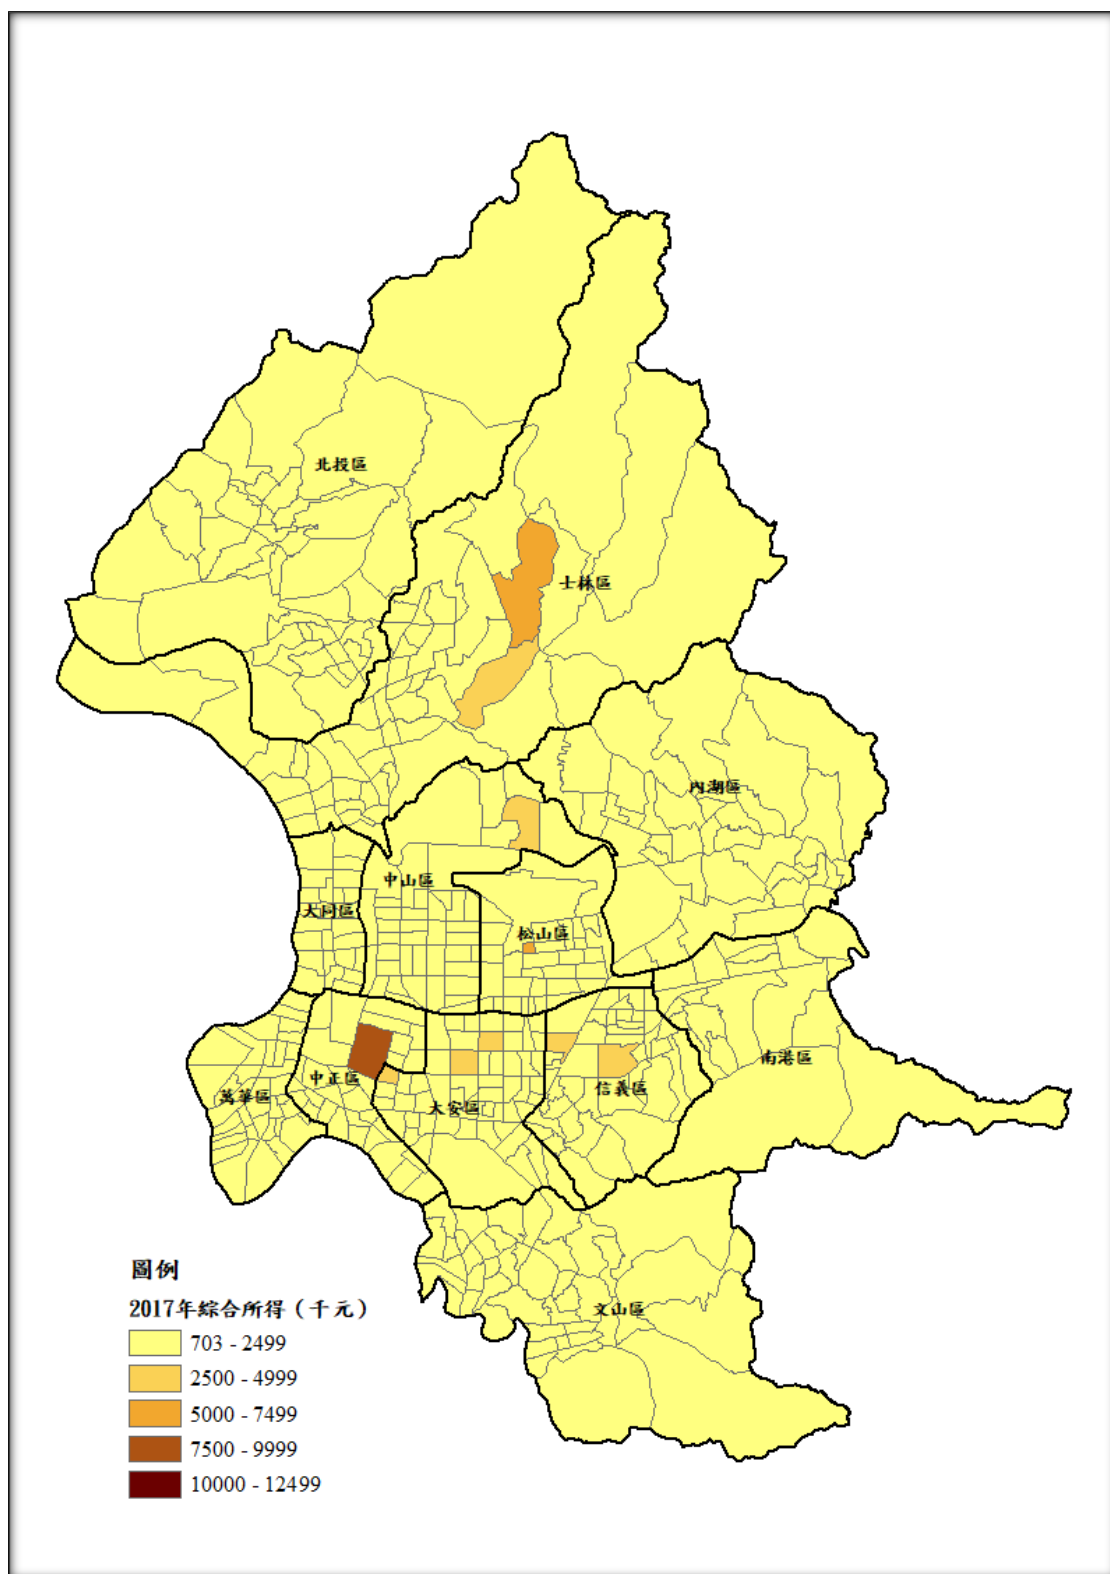 北投區
士林區
內湖區
中山區
大同區
松山區
南港區
中正區
信義區
萬華區
大安區
文山區
圖例
2017年綜合所得（千元）
703 - 2499
2500 - 4999
5000 - 7499
7500 - 9999
10000 - 12499